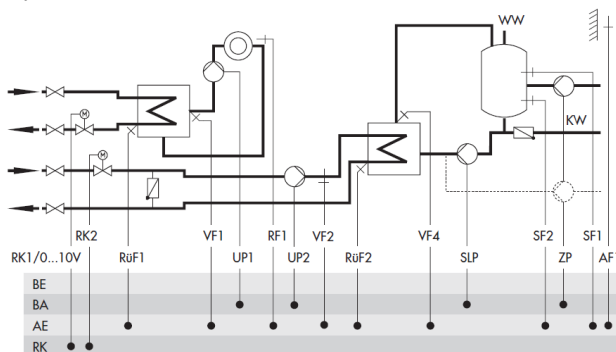 WW
KW
M
M
RK2
VF1
RF1
VF2
VF4
SF2
SF1
RK1/0...10V
RüF1
UP1
UP2
RüF2
SLP
ZP
AF1
BE
BA
AE
RK